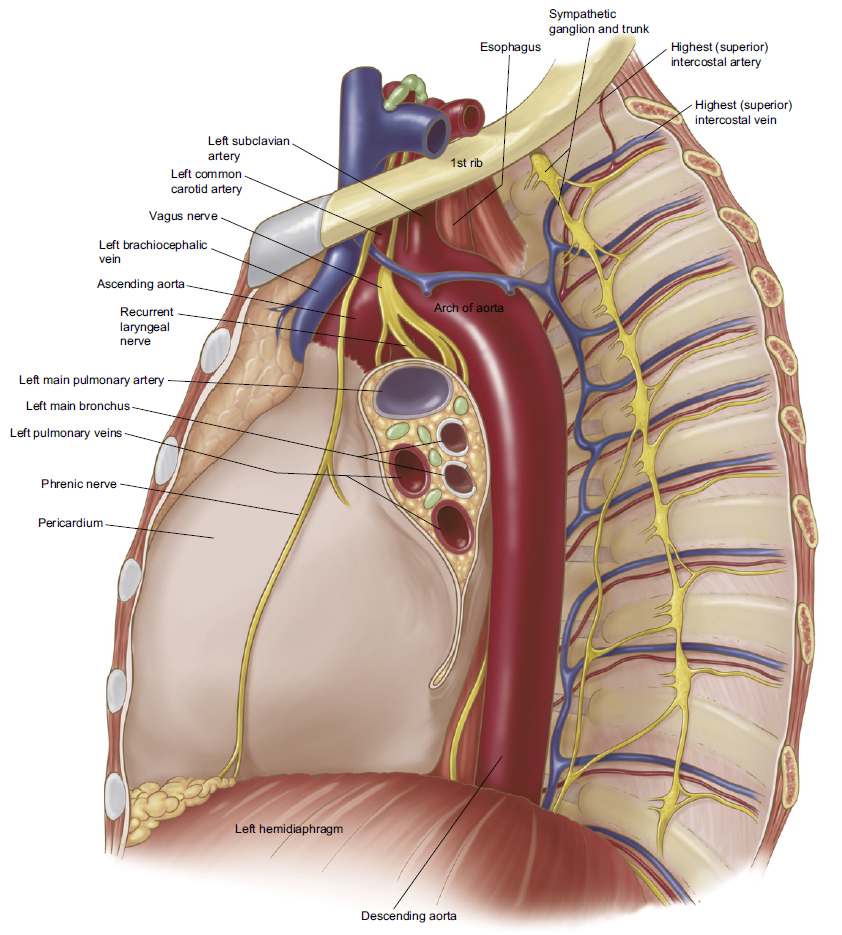 Sympathetic
ganglion and trunk
Esophagus
Highest (superior)
intercostal artery
Highest (superior)
intercostal vein
Left subclavian
artery
1st rib
Left common
carotid artery
Vagus nerve
Left brachiocephalic
vein
Ascending aorta
Arch of aorta
Recurrent
laryngeal
nerve
Left main pulmonary artery
Left main bronchus
Left pulmonary veins
Phrenic nerve
Pericardium
Left hemidiaphragm
Descending aorta